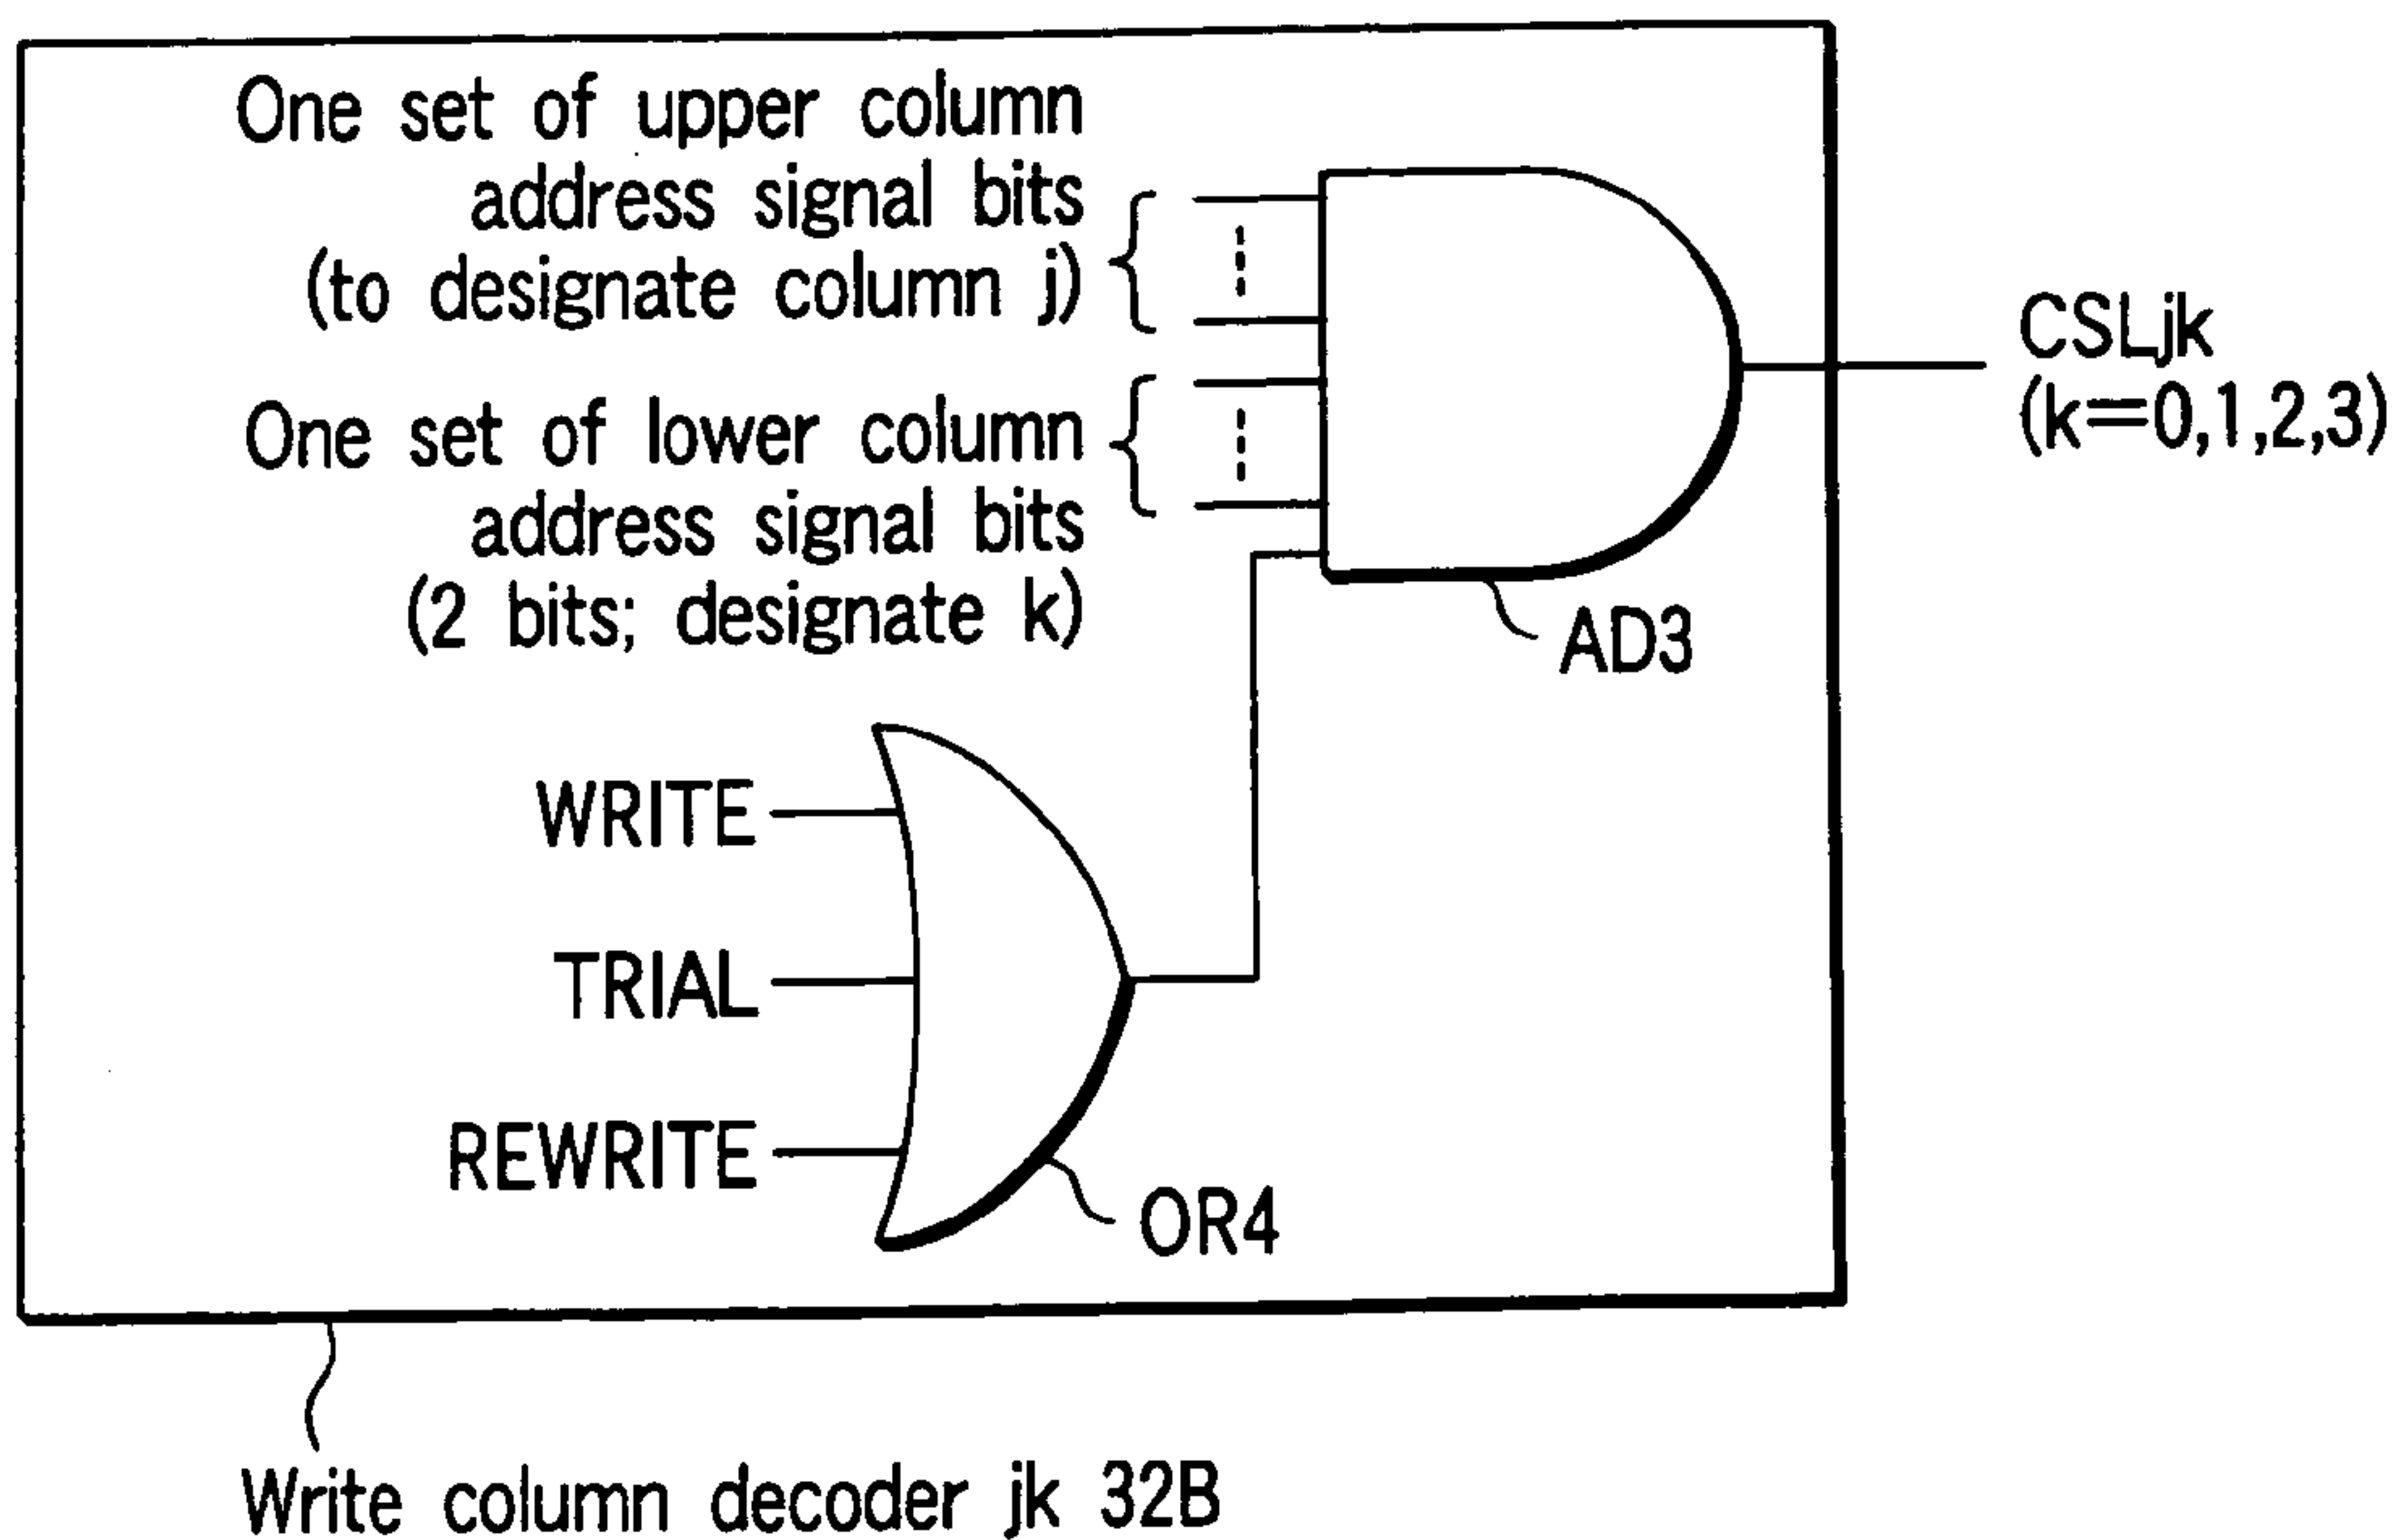 One set of upper column
address signal bits
(to designate column j)
One set of lower column
address signal bits
(2 bits; designate k)
CSLjk
(k=0,1,2,3)
AD3
WRITE
TRIAL
REWRITE
OR4
Write column decoder jk 32B